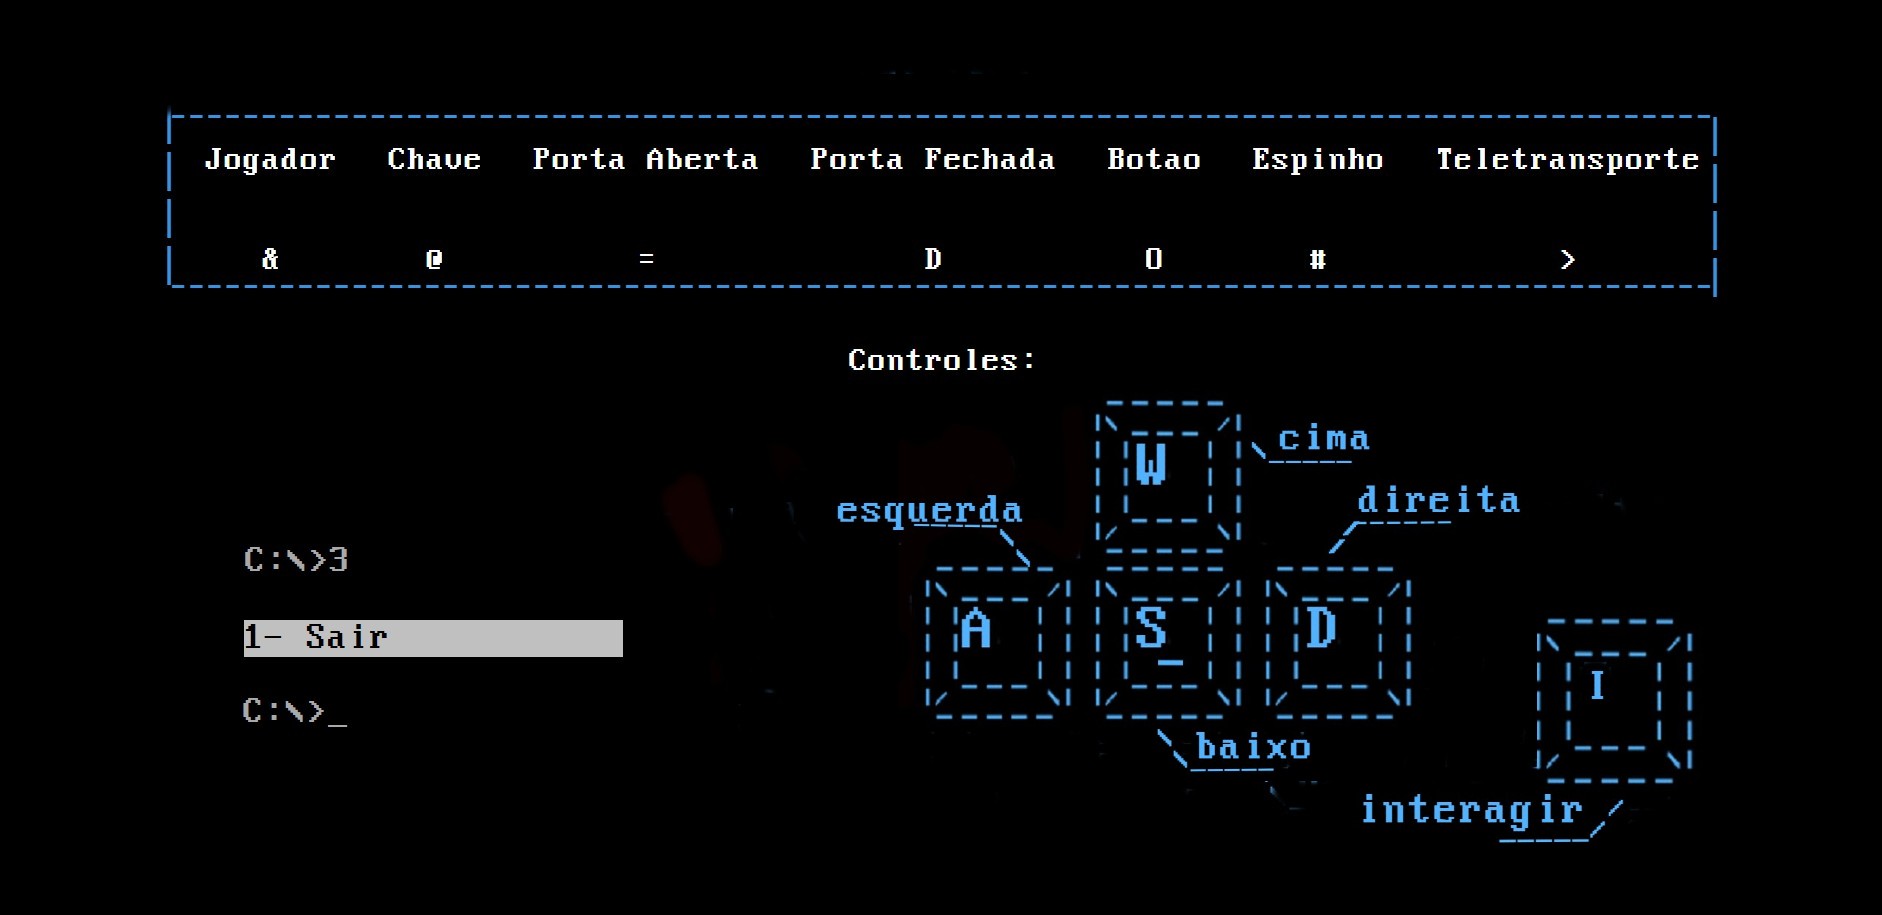 Jogador Chave Porta Aberta Porta Fechada Botao Espinho Teletransporte
& @ = D O # >
Controles:
W
cima
esquerda
direita
A
S
D
I
baixo
interagir
C:\>3
1- Sair
C:\>_